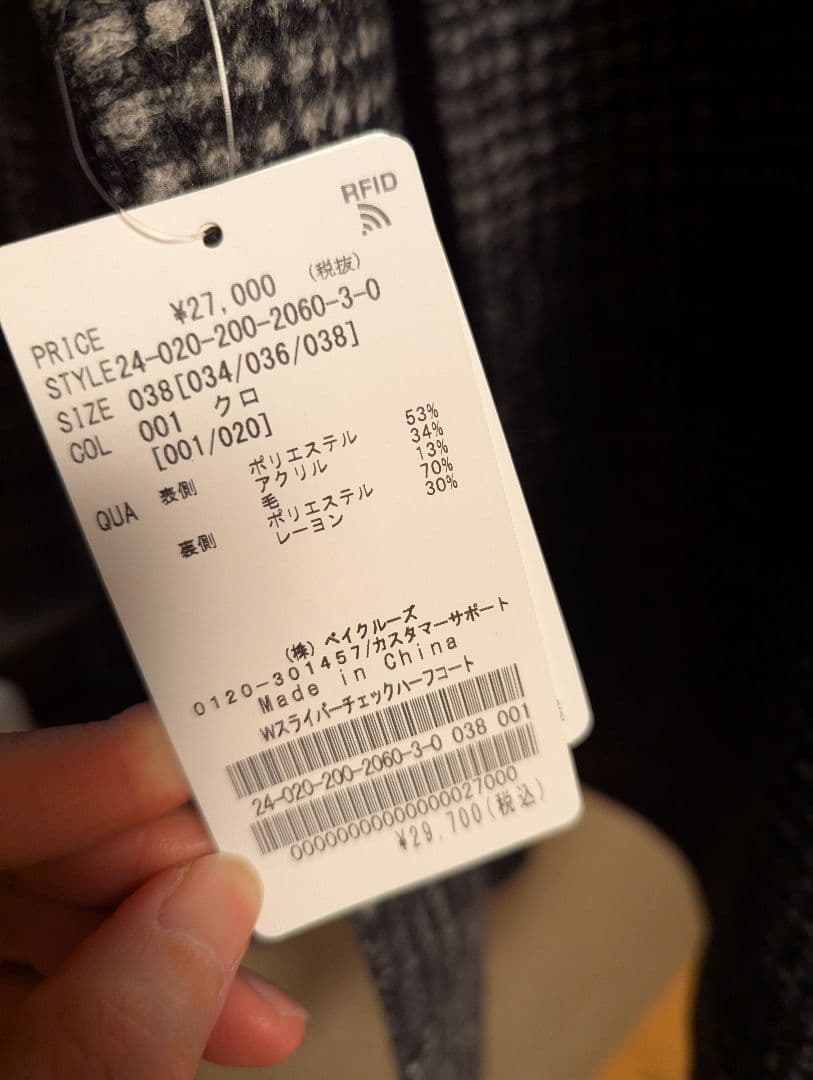 RFID
PRICE ¥27,000 (税抜)
STYLE24-020-200-2060-3-0
SIZE 038[034/036/038]
COL 001 クロ
[001/020]
QUA 表側 ポリエステル 53%
アクリル 34%
毛 13%
裏側 ポリエステル 70%
レーヨン 30%
(株) ベイクルーズ
0120-301457/カスタマーサポート
Made in China
Wスライバーチェックハーフコート
24-020-200-2060-3-0 038 001
00000000000000027000
¥29,700(税込)